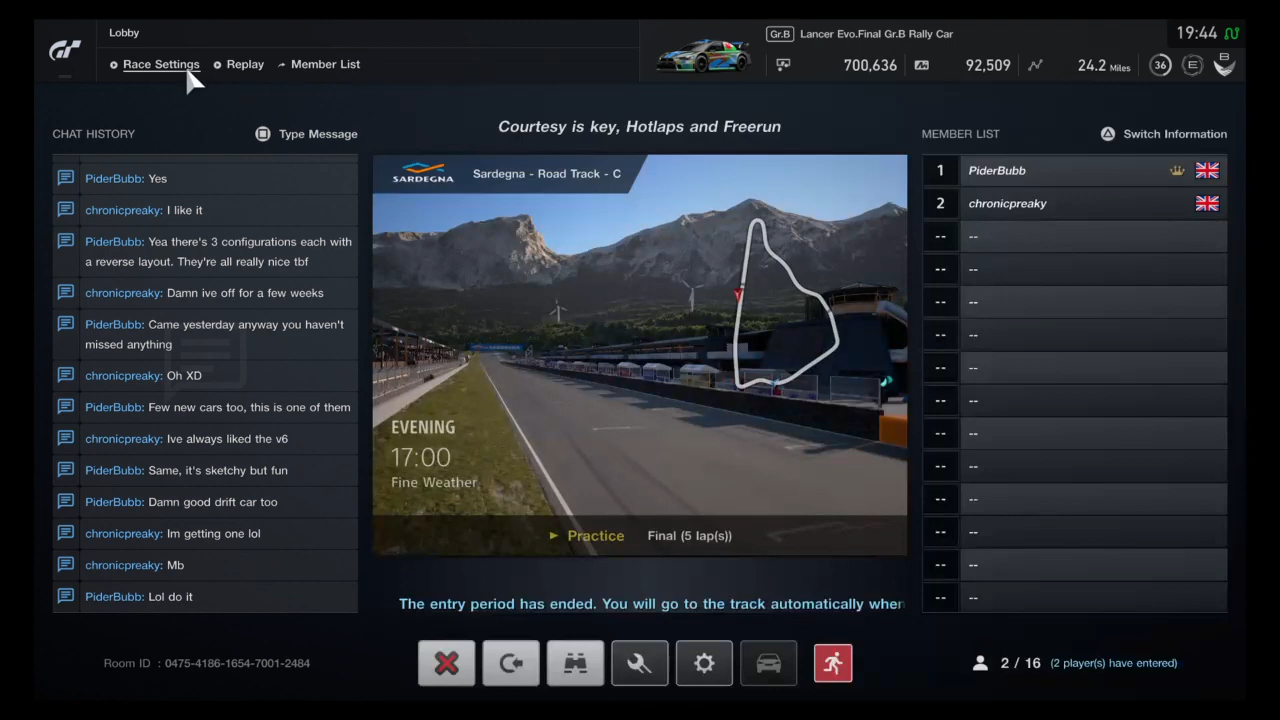 Lobby
Race Settings
Replay
Member List
Gr.B Lancer Evo.Final Gr.B Rally Car
19:44
700,636
92,509
24.2 Miles
36
E
B
CHAT HISTORY
Type Message
PiderBubb: Yes
chronicpreaky: I like it
PiderBubb: Yea there's 3 configurations each with
a reverse layout. They're all really nice tbf
chronicpreaky: Damn ive off for a few weeks
PiderBubb: Came yesterday anyway you haven't
missed anything
chronicpreaky: Oh XD
PiderBubb: Few new cars too, this is one of them
chronicpreaky: Ive always liked the v6
PiderBubb: Same, it's sketchy but fun
PiderBubb: Damn good drift car too
chronicpreaky: Im getting one lol
chronicpreaky: Mb
PiderBubb: Lol do it
Courtesy is key, Hotlaps and Freerun
SARDEGNA
Sardegna - Road Track - C
EVENING
17:00
Fine Weather
Practice
Final (5 lap(s))
The entry period has ended. You will go to the track automatically when
MEMBER LIST
Switch Information
1 PiderBubb
2 chronicpreaky
-- --
-- --
-- --
-- --
-- --
-- --
-- --
-- --
-- --
-- --
-- --
-- --
Room ID : 0475-4186-1654-7001-2484
2 / 16 (2 player(s) have entered)